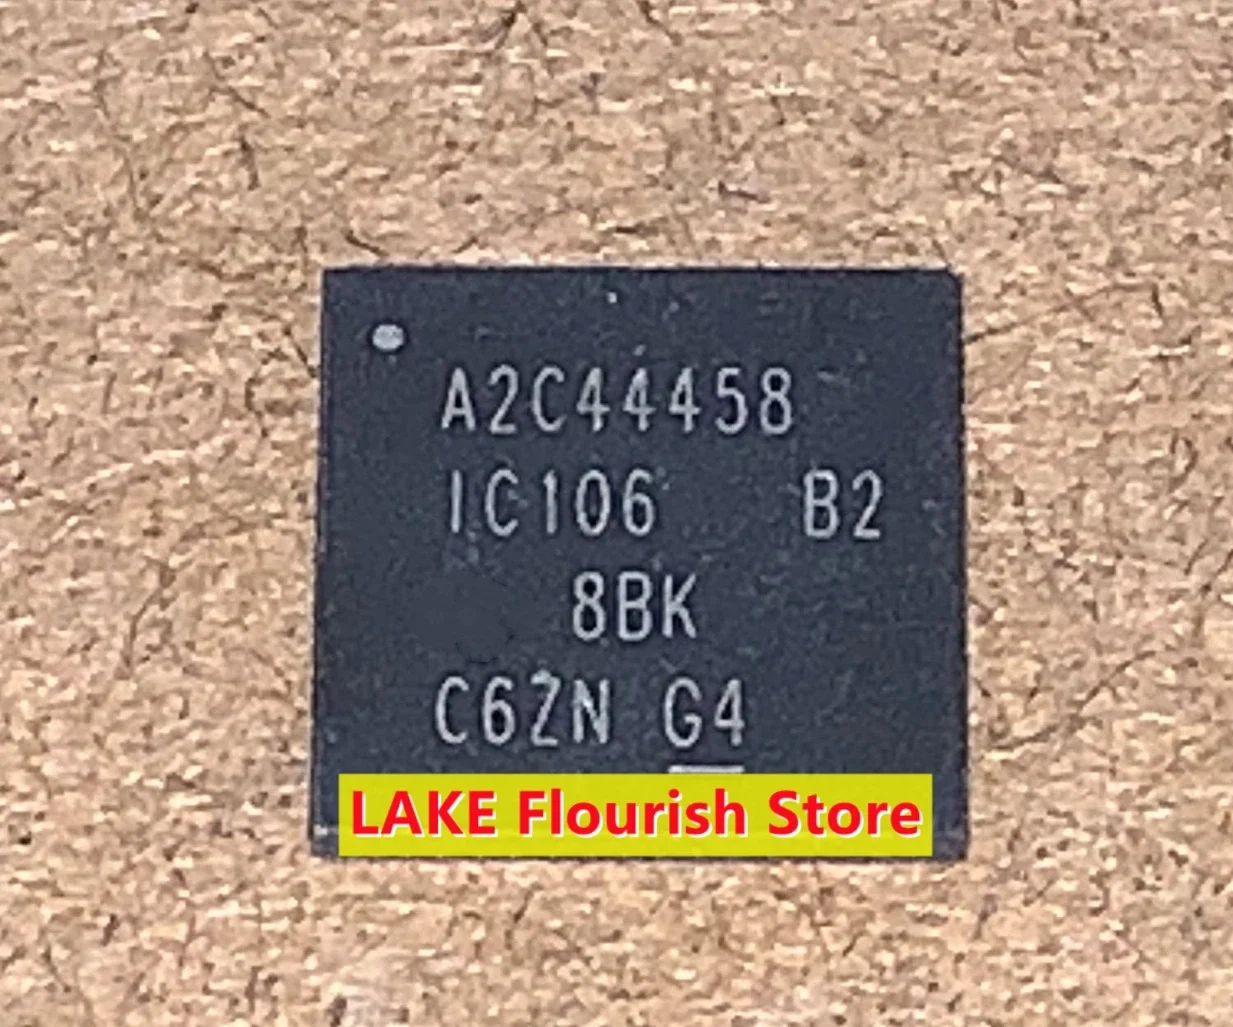 A2C44458
IC106 B2
8BK
C6ZN G4
LAKE Flourish Store